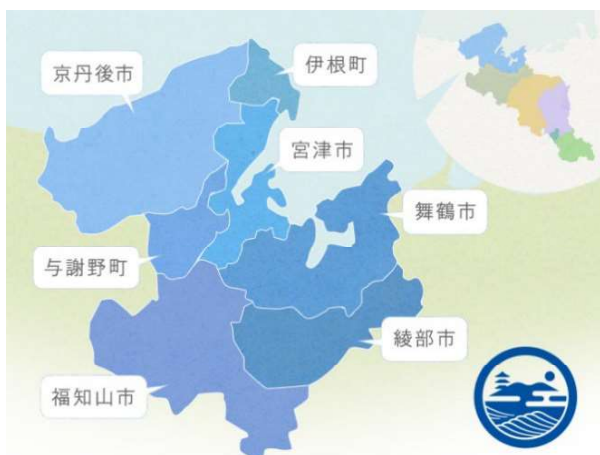 京丹後市
伊根町
宮津市
舞鶴市
与謝野町
綾部市
福知山市